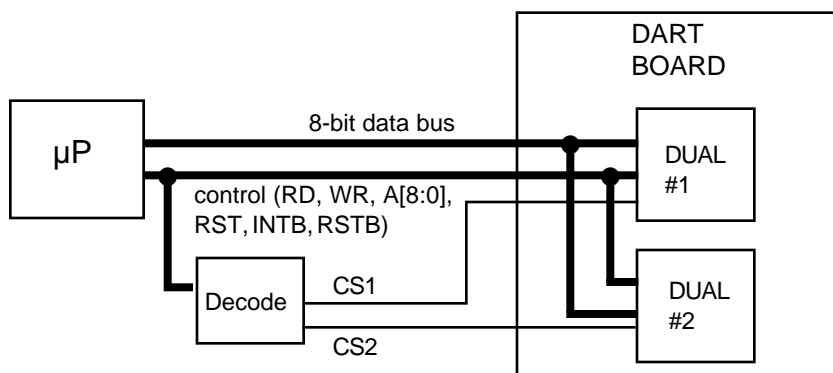 DART
BOARD
8-bit data bus
µP
DUAL
#1
control (RD, WR, A[8:0],
RST, INTB, RSTB)
CS1
Decode
DUAL
#2
CS2